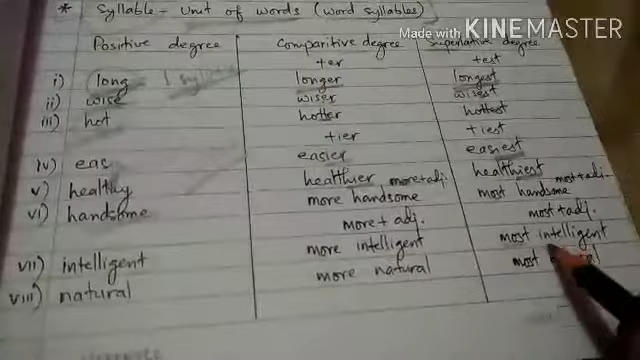 * Syllable - Unit of Words (Word syllables)
Made with KINEMASTER
Positive degree Comparitive degree Superlative degree
+er +est
i) long 1 longer longest
ii) wise wiser wisest
iii) hot hotter hottest
+ier +iest
iv) eas easier easiest
v) healthy healthier healthiest
more+adj. most+adj.
vi) handsome more handsome most handsome
more + adj. most + adj.
vii) intelligent more intelligent most intelligent
viii) natural more natural most